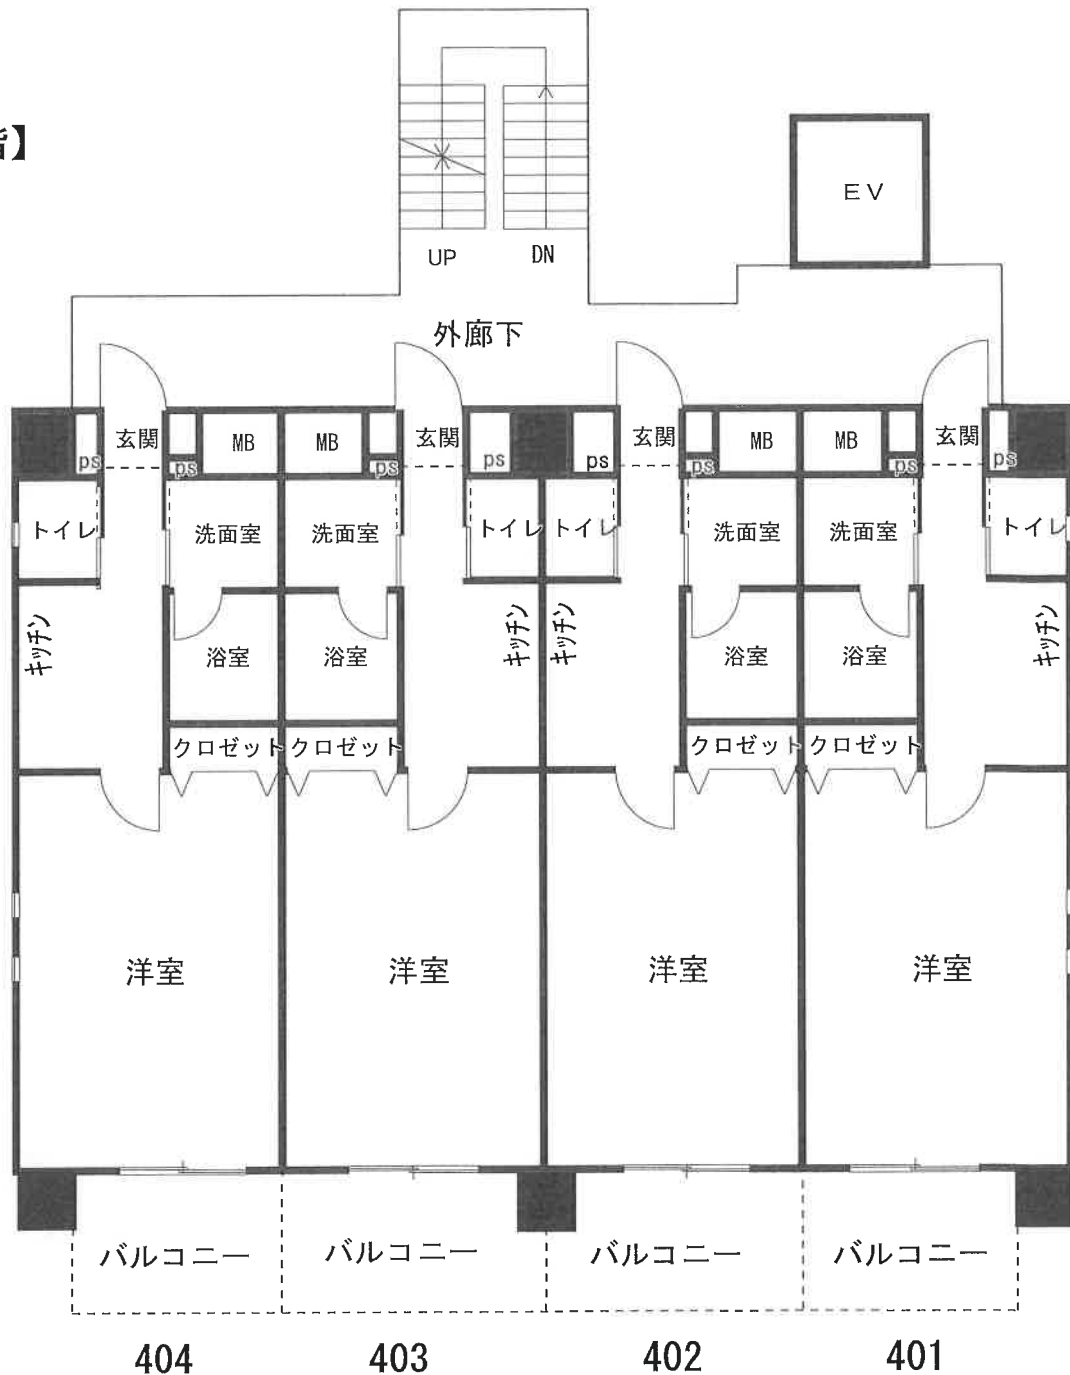 階】
EV
UP DN
外廊下
玄関 MB MB 玄関 玄関 MB MB 玄関
ps ps ps ps ps ps ps ps
トイレ 洗面室 洗面室 トイレ トイレ 洗面室 洗面室 トイレ
キッチン 浴室 浴室 キッチン キッチン 浴室 浴室 キッチン
クロゼット クロゼット クロゼット クロゼット
洋室 洋室 洋室 洋室
バルコニー バルコニー バルコニー バルコニー
404 403 402 401